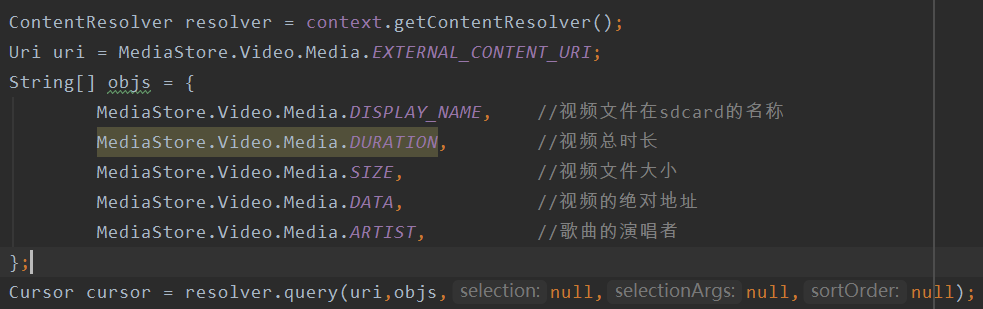 ContentResolver resolver = context.getContentResolver();
Uri uri = MediaStore.Video.Media.EXTERNAL_CONTENT_URI;
String[] objs = {
MediaStore.Video.Media.DISPLAY_NAME, //视频文件在sdcard的名称
MediaStore.Video.Media.DURATION, //视频总时长
MediaStore.Video.Media.SIZE, //视频文件大小
MediaStore.Video.Media.DATA, //视频的绝对地址
MediaStore.Video.Media.ARTIST, //歌曲的演唱者
};
Cursor cursor = resolver.query(uri,objs, selection: null, selectionArgs: null, sortOrder: null);